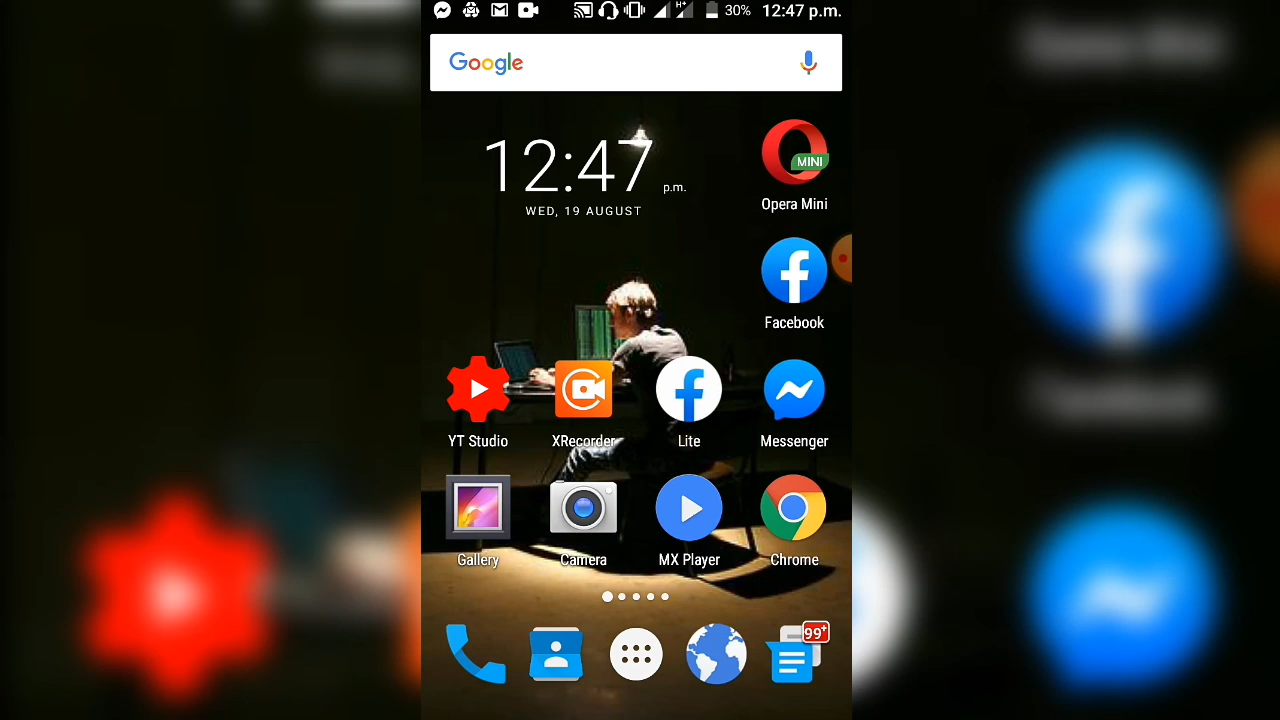 H+ 30% 12:47 p.m.
Google
12:47 p.m.
WED, 19 AUGUST
MINI
Opera Mini
Facebook
YT Studio XRecorder Lite Messenger
Gallery Camera MX Player Chrome
99+